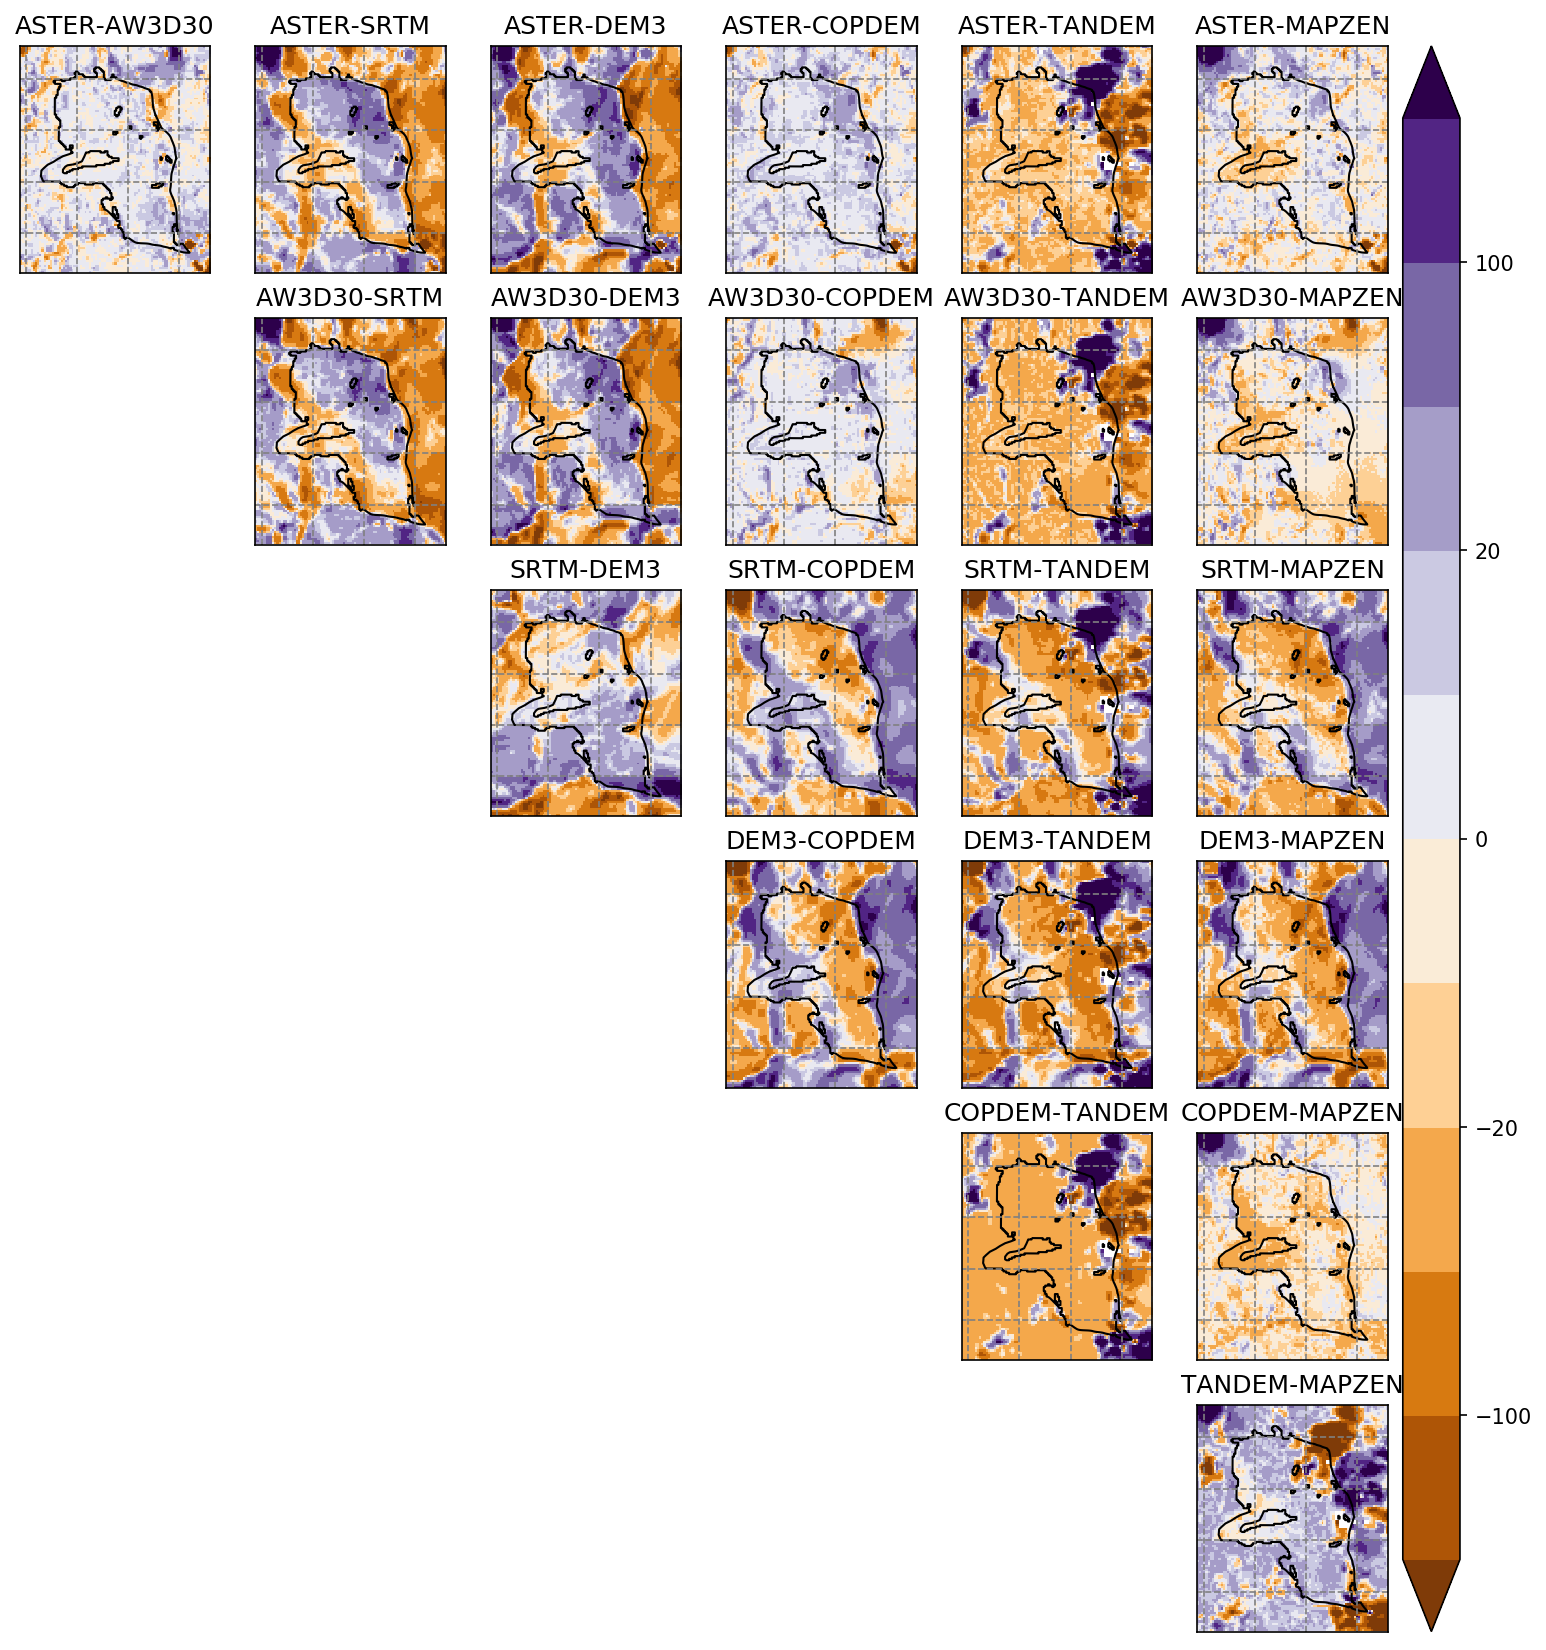 ASTER-AW3D30 ASTER-SRTM ASTER-DEM3 ASTER-COPDEM ASTER-TANDEM ASTER-MAPZEN
AW3D30-SRTM AW3D30-DEM3 AW3D30-COPDEM AW3D30-TANDEM AW3D30-MAPZEN
100
20
SRTM-DEM3 SRTM-COPDEM SRTM-TANDEM SRTM-MAPZEN
0
DEM3-COPDEM DEM3-TANDEM DEM3-MAPZEN
COPDEM-TANDEM COPDEM-MAPZEN
−20
TANDEM-MAPZEN
−100